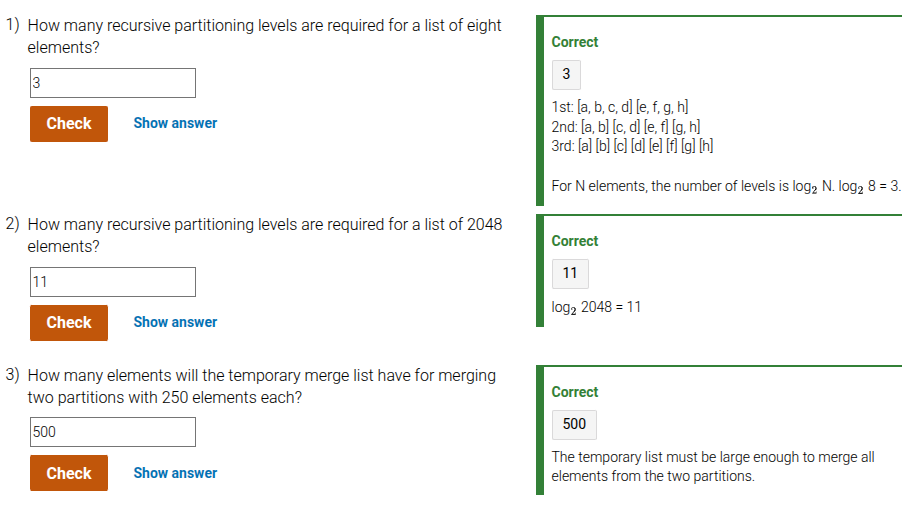 1) How many recursive partitioning levels are required for a list of eight
elements?
3
Check Show answer
Correct
3
1st: [a, b, c, d] [e, f, g, h]
2nd: [a, b] [c, d] [e, f] [g, h]
3rd: [a] [b] [c] [d] [e] [f] [g] [h]
For N elements, the number of levels is log₂ N. log₂ 8 = 3.
2) How many recursive partitioning levels are required for a list of 2048
elements?
11
Check Show answer
Correct
11
log₂ 2048 = 11
3) How many elements will the temporary merge list have for merging
two partitions with 250 elements each?
500
Check Show answer
Correct
500
The temporary list must be large enough to merge all
elements from the two partitions.